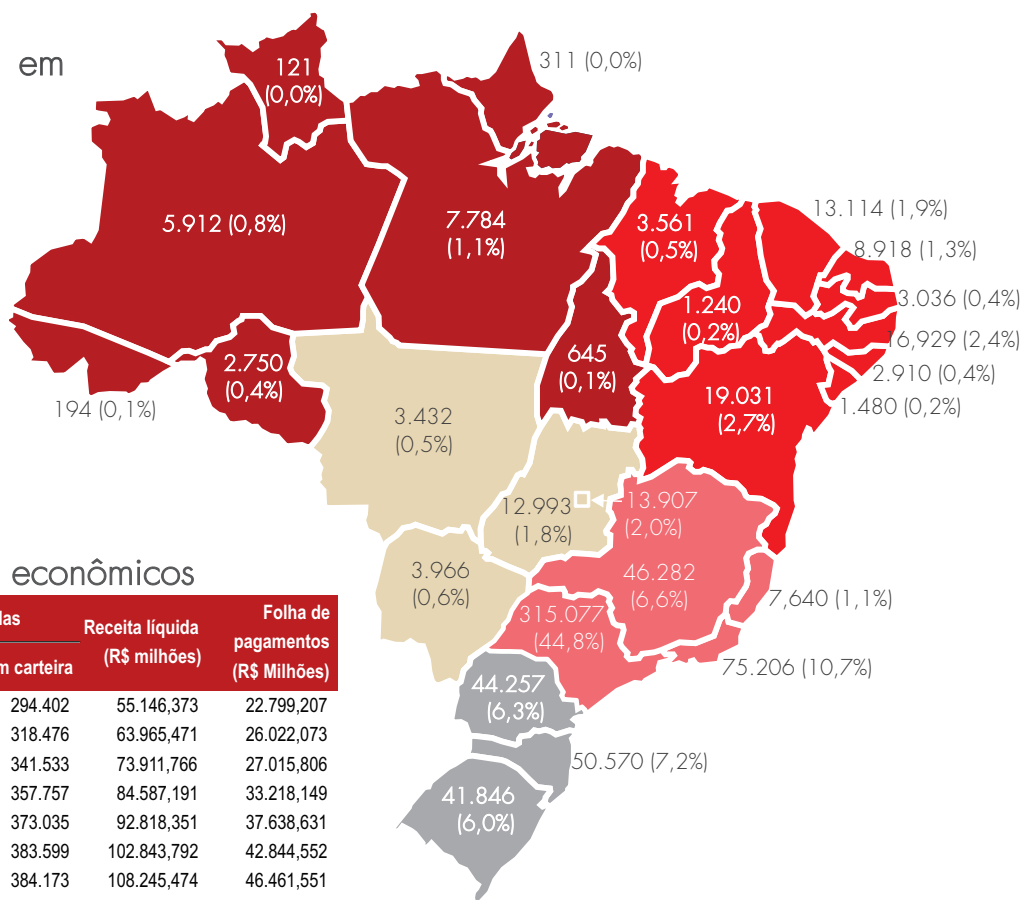 em
121
(0,0%)
311 (0,0%)
5.912 (0,8%)
7.784
(1,1%)
3.561
(0,5%)
13.114 (1,9%)
8.918 (1,3%)
3.036 (0,4%)
1.240
(0,2%)
16,929 (2,4%)
2.910 (0,4%)
1.480 (0,2%)
2.750
(0,4%)
645
(0,1%)
19.031
(2,7%)
194 (0,1%)
3.432
(0,5%)
12.993
(1,8%)
13.907
(2,0%)
3.966
(0,6%)
46.282
(6,6%)
7,640 (1,1%)
315.077
(44,8%)
75.206 (10,7%)
44.257
(6,3%)
50.570 (7,2%)
41.846
(6,0%)
econômicos
das
m carteira
Receita líquida
(R$ milhões)
Folha de
pagamentos
(R$ Milhões)
294.402 55.146,373 22.799,207
318.476 63.965,471 26.022,073
341.533 73.911,766 27.015,806
357.757 84.587,191 33.218,149
373.035 92.818,351 37.638,631
383.599 102.843,792 42.844,552
384.173 108.245,474 46.461,551